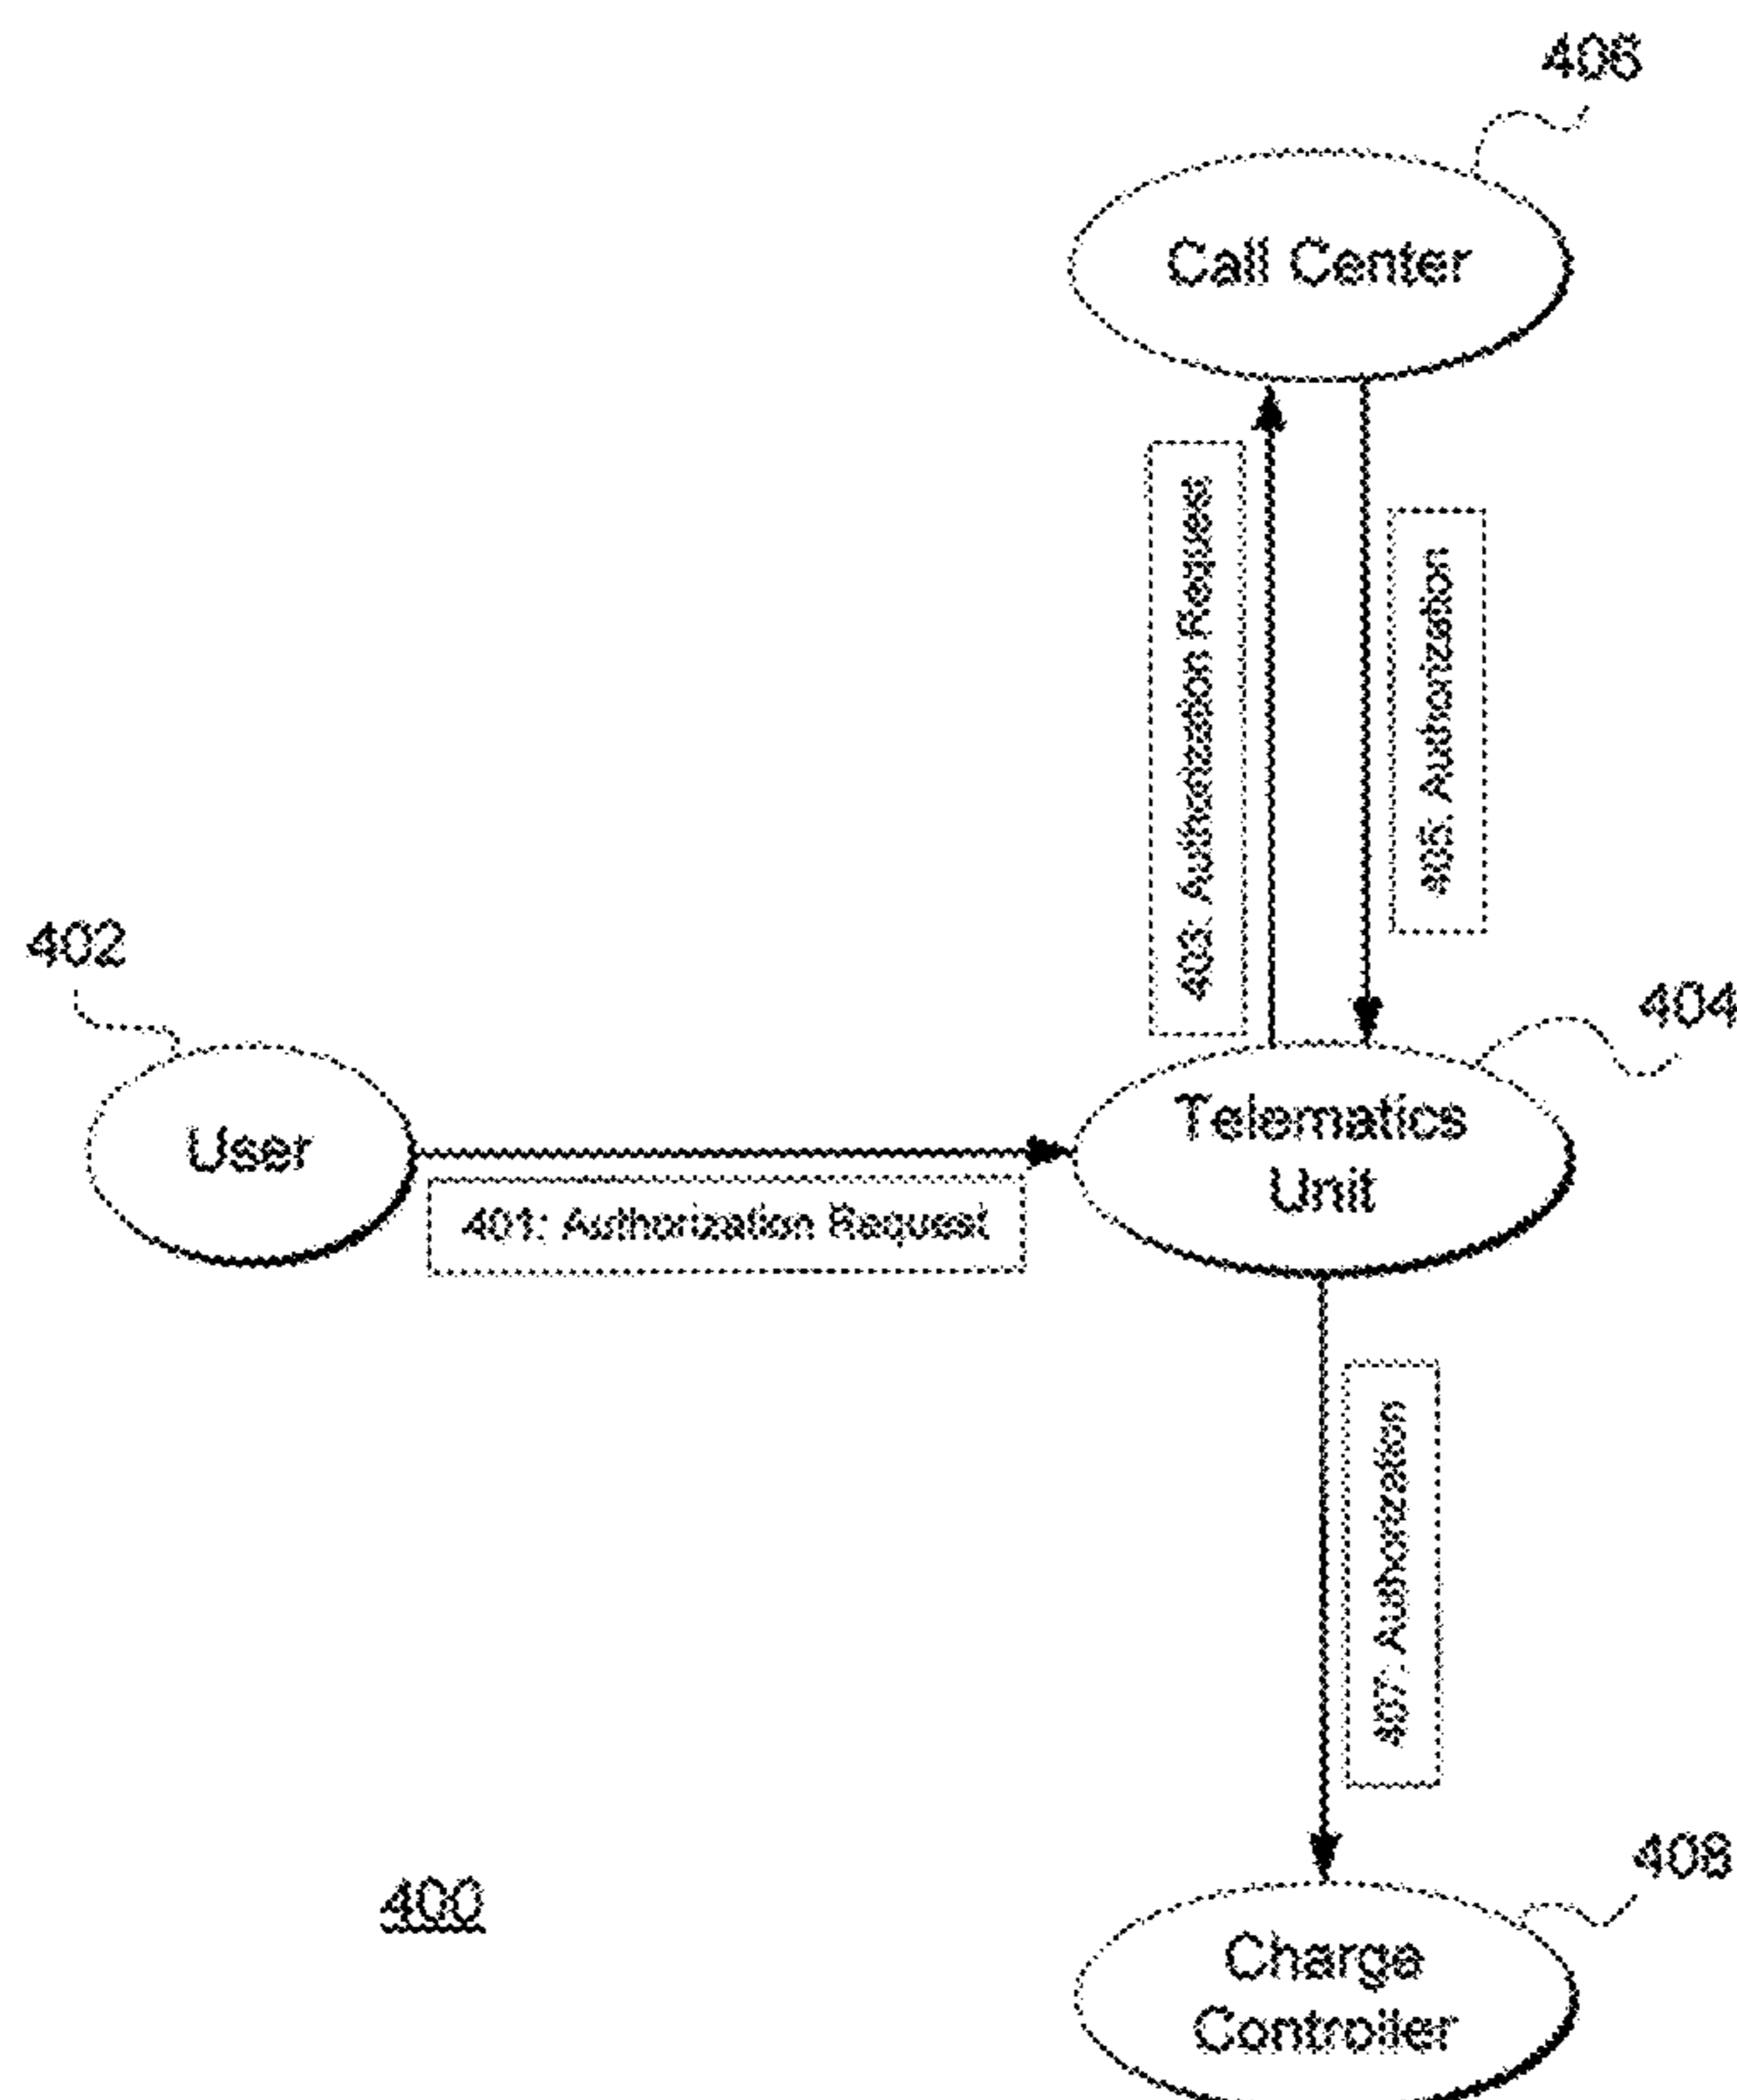 406
Call Center
403: Authorization Request
405: Authorization
402
404
User
Telematics
Unit
401: Authorization Request
407: Authorization
400
408
Charge
Controller